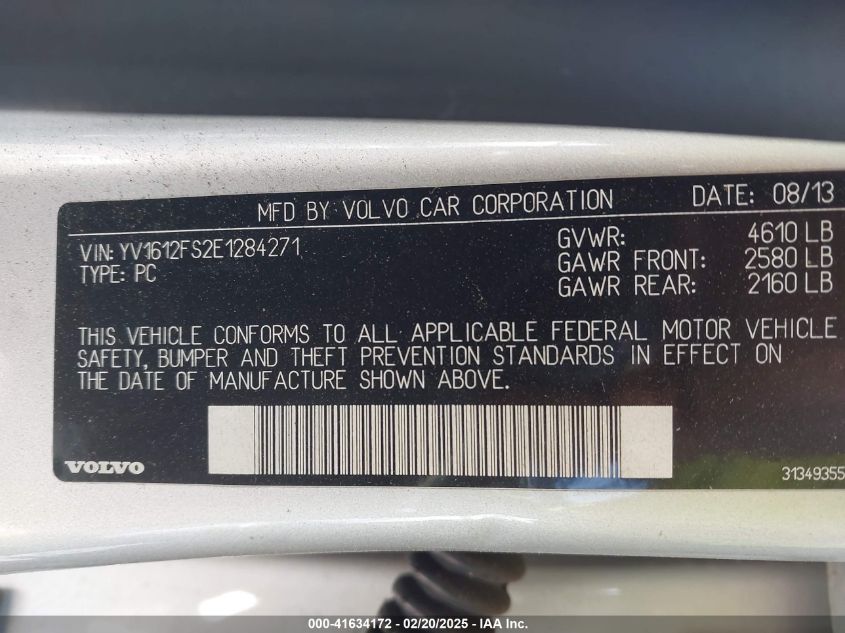 MFD BY VOLVO CAR CORPORATION DATE: 08/13
VIN: YV1612FS2E1284271 GVWR: 4610 LB
TYPE: PC GAWR FRONT: 2580 LB
GAWR REAR: 2160 LB
THIS VEHICLE CONFORMS TO ALL APPLICABLE FEDERAL MOTOR VEHICLE
SAFETY, BUMPER AND THEFT PREVENTION STANDARDS IN EFFECT ON
THE DATE OF MANUFACTURE SHOWN ABOVE.
VOLVO 31349355
000-41634172 - 02/20/2025 - IAA Inc.